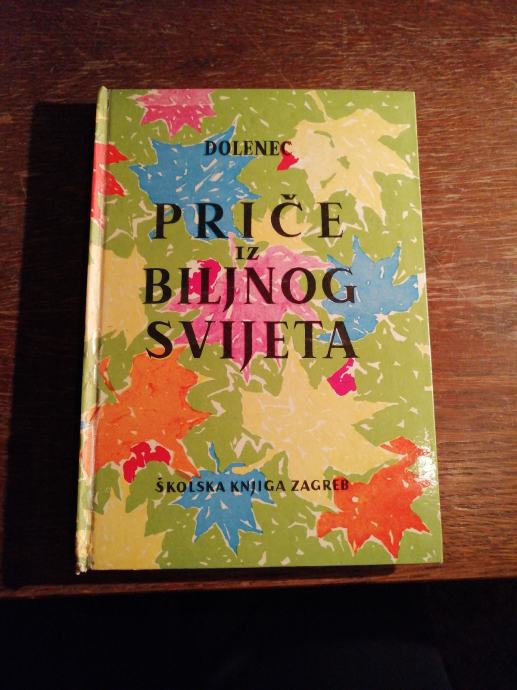 DOLENEC
PRIČE
IZ
BILJNOG
SVIJETA
ŠKOLSKA KNJIGA ZAGREB